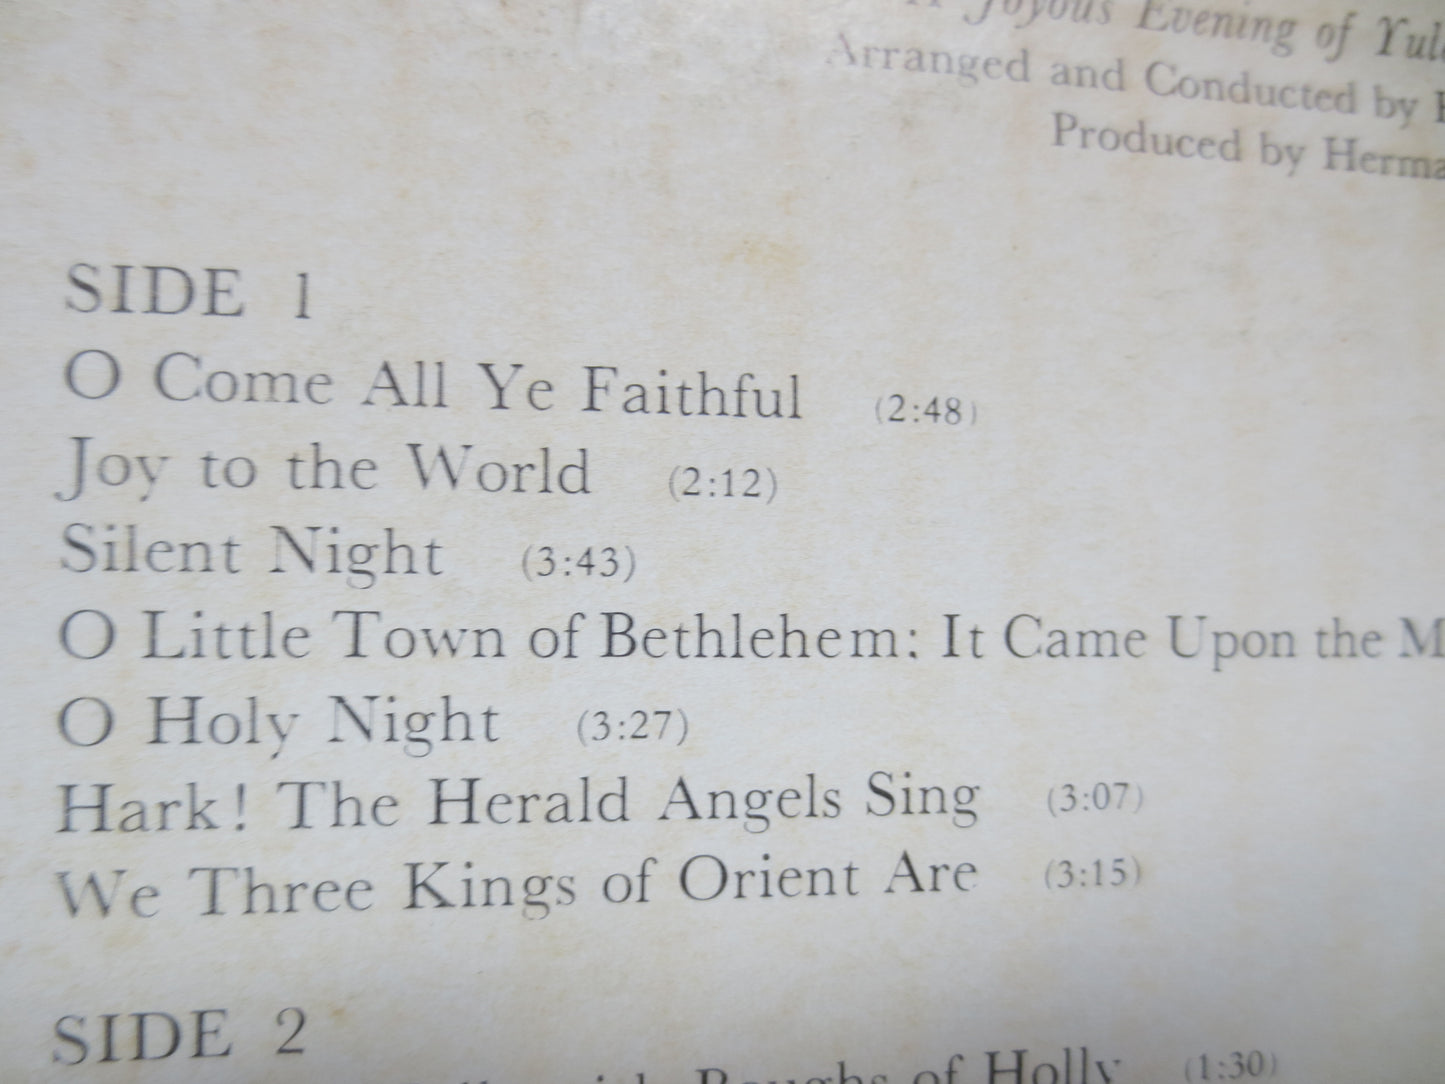 Joyous Evening of
Arranged and Conducted by
Produced by
SIDE 1
O Come All Ye Faithful (2:48)
Joy to the World (2:12)
Silent Night (3:43)
O Little Town of Bethlehem: It Came Upon the
O Holy Night (3:27)
Hark! The Herald Angels Sing (3:07)
We Three Kings of Orient Are (3:15)
SIDE 2
Boughs of Holly (1:30)